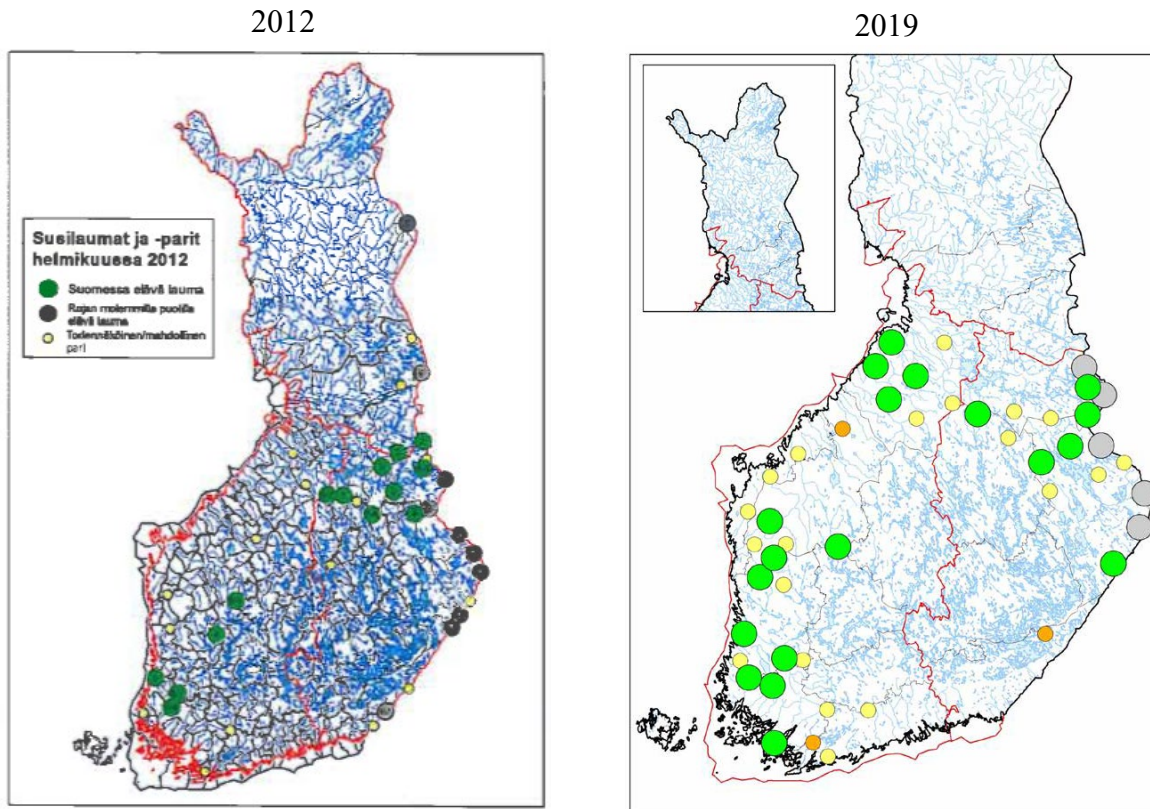 2012
2019
Susilaumat ja -parit
helmikuussa 2012
Suomessa elävä lauma
Rajan molemmilla puolilla
elävä lauma
Todennäköinen/mahdollinen
pari